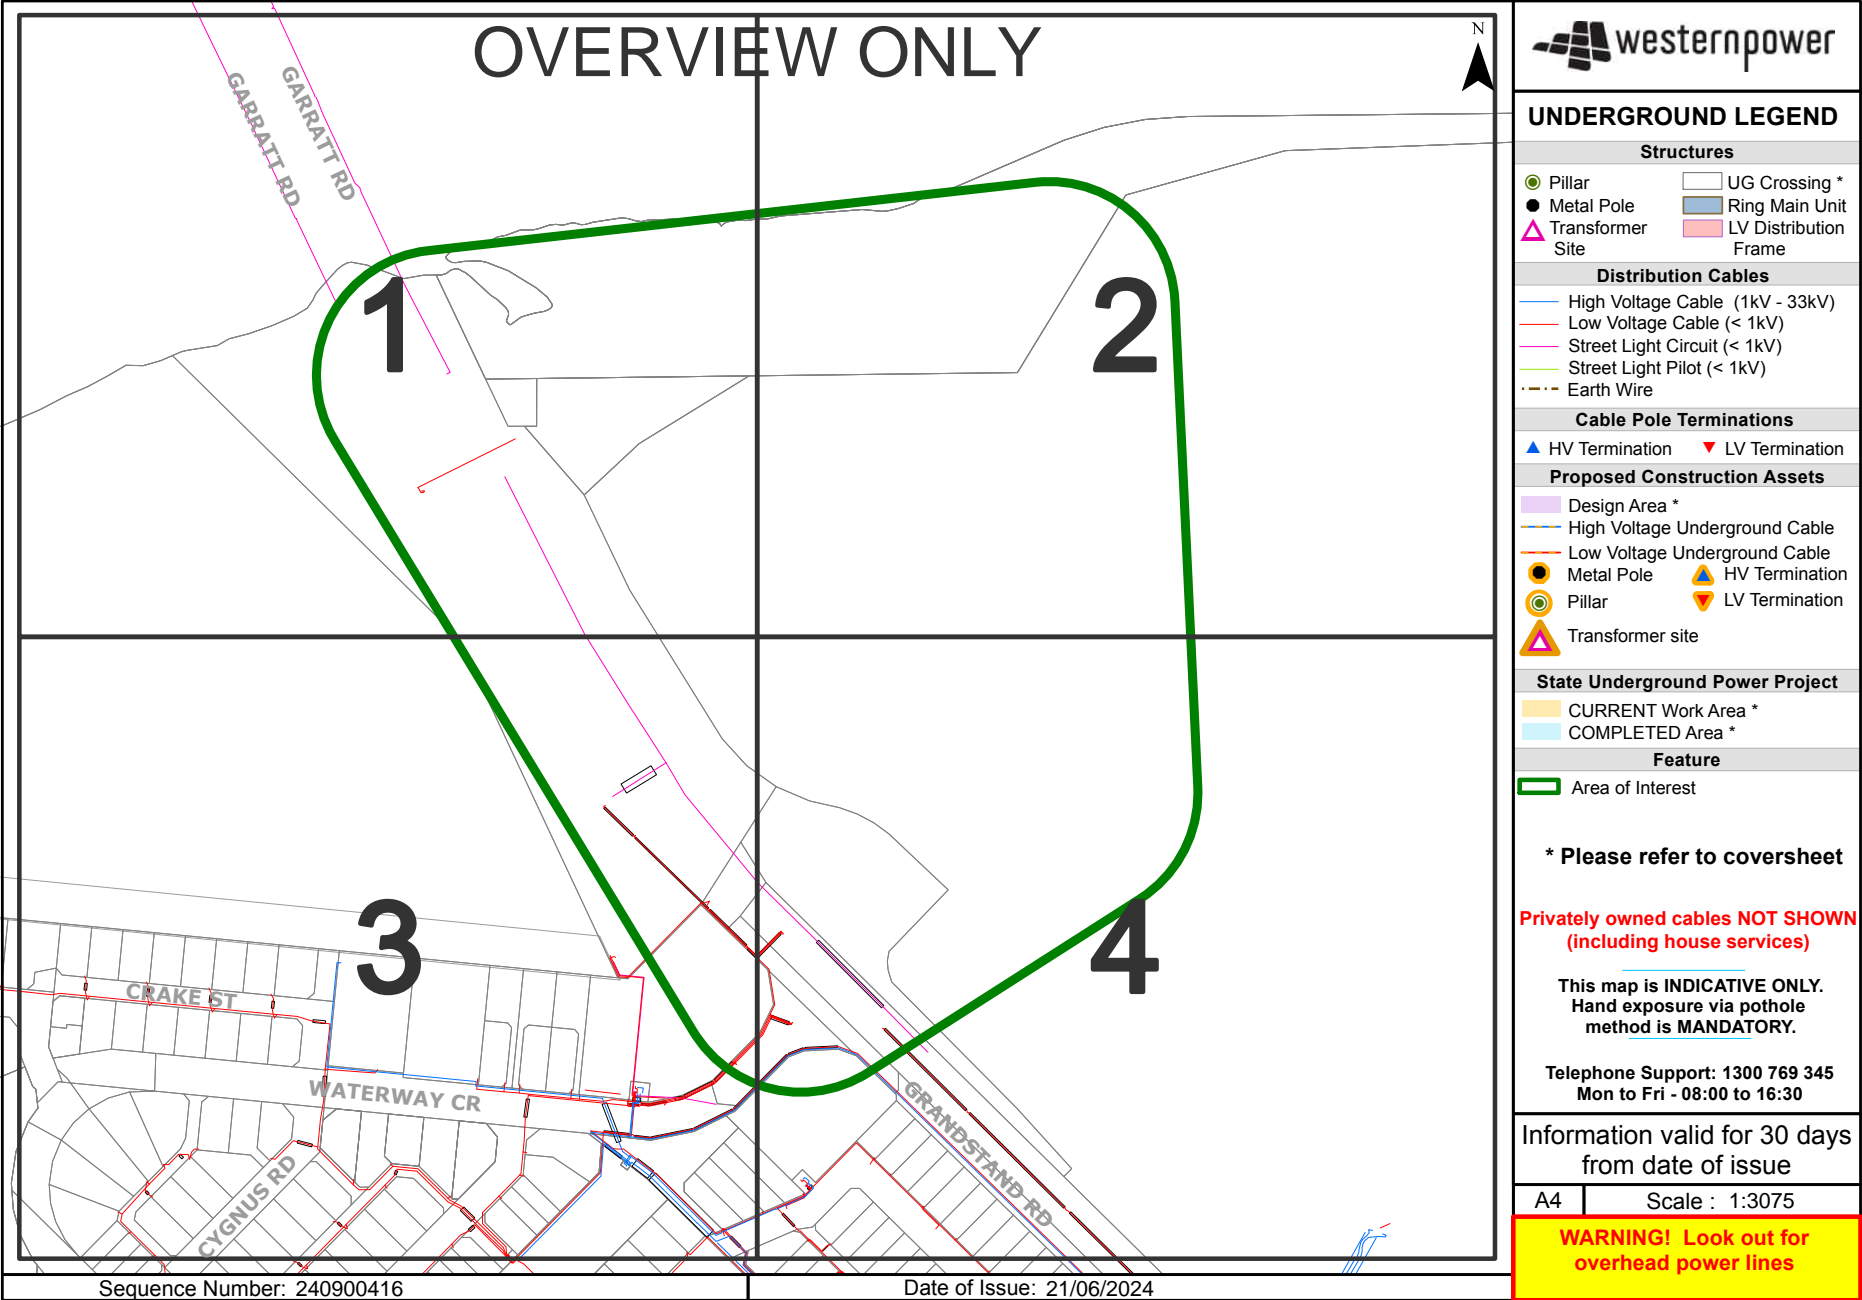 OVERVIEW ONLY
N
GARRATT RD
GARRATT RD
1
2
3
4
CRAKE ST
WATERWAY CR
CYGNUS RD
GRANDSTAND RD
westernpower
UNDERGROUND LEGEND
Structures
Pillar
UG Crossing *
Metal Pole
Ring Main Unit
Transformer
Site
LV Distribution
Frame
Distribution Cables
High Voltage Cable (1kV - 33kV)
Low Voltage Cable (< 1kV)
Street Light Circuit (< 1kV)
Street Light Pilot (< 1kV)
Earth Wire
Cable Pole Terminations
HV Termination
LV Termination
Proposed Construction Assets
Design Area *
High Voltage Underground Cable
Low Voltage Underground Cable
Metal Pole
HV Termination
Pillar
LV Termination
Transformer site
State Underground Power Project
CURRENT Work Area *
COMPLETED Area *
Feature
Area of Interest
* Please refer to coversheet
Privately owned cables NOT SHOWN
(including house services)
This map is INDICATIVE ONLY.
Hand exposure via pothole
method is MANDATORY.
Telephone Support: 1300 769 345
Mon to Fri - 08:00 to 16:30
Information valid for 30 days
from date of issue
A4
Scale : 1:3075
WARNING! Look out for
overhead power lines
Sequence Number: 240900416
Date of Issue: 21/06/2024